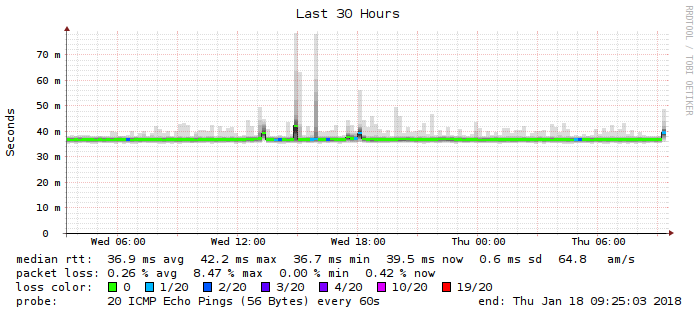 Last 30 Hours
RRDTOOL / TOBI OETIKER
Seconds
70 m
60 m
50 m
40 m
30 m
20 m
10 m
0
Wed 06:00 Wed 12:00 Wed 18:00 Thu 00:00 Thu 06:00
median rtt: 36.9 ms avg 42.2 ms max 36.7 ms min 39.5 ms now 0.6 ms sd 64.8 am/s
packet loss: 0.26 % avg 8.47 % max 0.00 % min 0.42 % now
loss color: 0 1/20 2/20 3/20 4/20 10/20 19/20
probe: 20 ICMP Echo Pings (56 Bytes) every 60s end: Thu Jan 18 09:25:03 2018